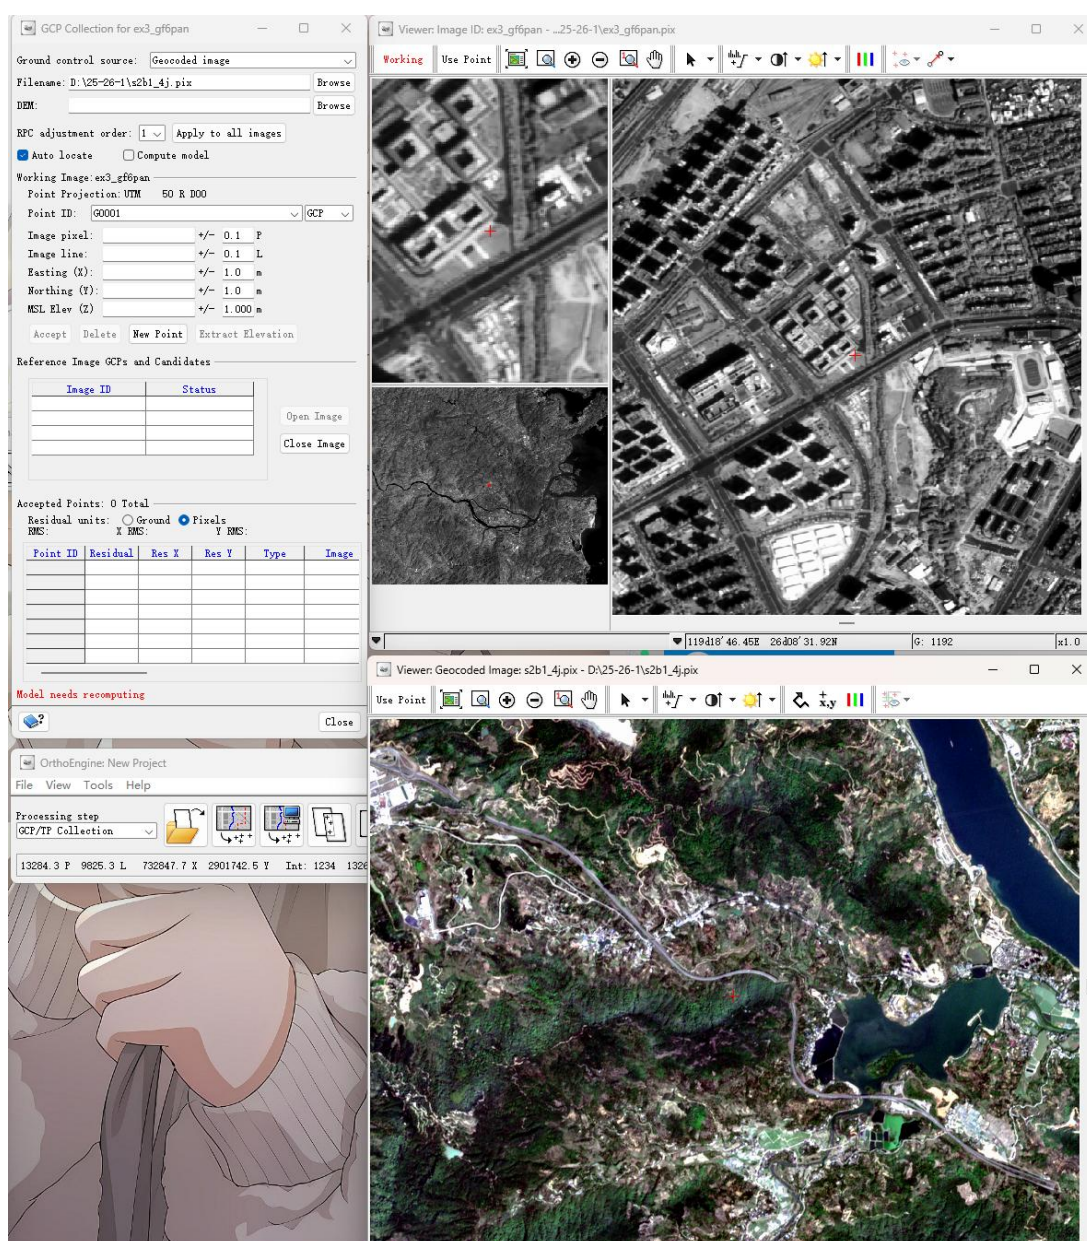 GCP Collection for ex3_gf6pan
Ground control source: Geocoded image
Filename: D:\25-26-1\s2b1_4j.pix Browse
DEM: Browse
RPC adjustment order: 1 Apply to all images
Auto locate Compute model
Working Image:ex3_gf6pan
Point Projection: UTM 50 R D00
Point ID: G0001 GCP
Image pixel: +/- 0.1 P
Image line: +/- 0.1 L
Easting (X): +/- 1.0 m
Northing (Y): +/- 1.0 m
MSL Elev (Z) +/- 1.000 m
Accept Delete New Point Extract Elevation
Reference Image GCPs and Candidates
Image ID Status
Open Image
Close Image
Accepted Points: 0 Total
Residual units: Ground Pixels
RMS: X RMS: Y RMS:
Point ID Residual Res X Res Y Type Image
Model needs recomputing
Close
OrthoEngine: New Project
File View Tools Help
Processing step
GCP/TP Collection
13284.3 P 9825.3 L 732847.7 X 2901742.5 Y Int: 1234 1326
Viewer: Image ID: ex3_gf6pan - ...25-26-1\ex3_gf6pan.pix
Working Use Point
119d18'46.45E 26d08'31.92N G: 1192 x1.0
Viewer: Geocoded Image: s2b1_4j.pix - D:\25-26-1\s2b1_4j.pix
Use Point x,y